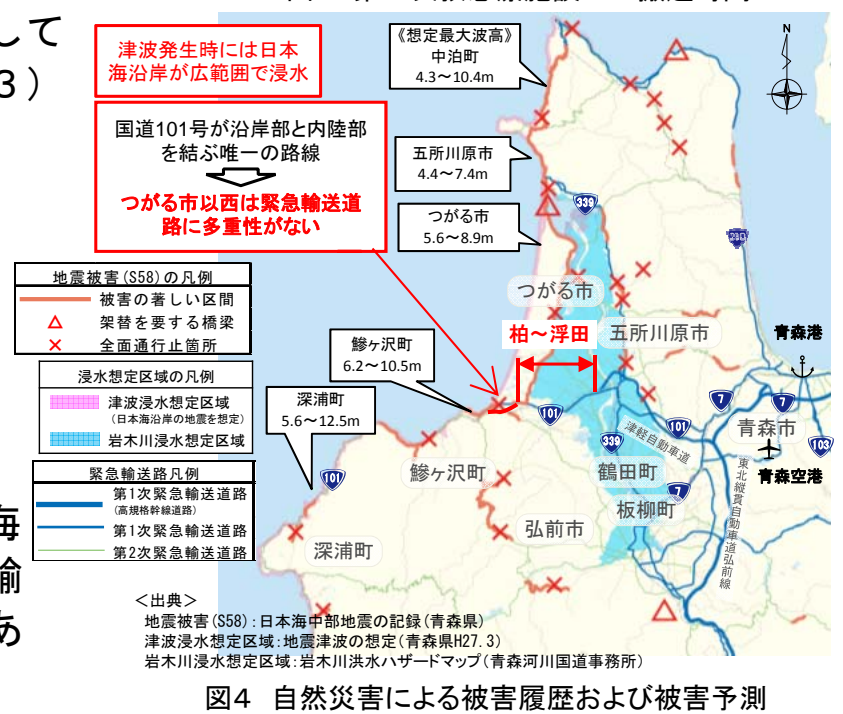 して
3)
津波発生時には日本
海沿岸が広範囲で浸水
国道101号が沿岸部と内陸部
を結ぶ唯一の路線
つがる市以西は緊急輸送道
路に多重性がない
《想定最大波高》
中泊町
4.3～10.4m
五所川原市
4.4～7.4m
つがる市
5.6～8.9m
N
339
280
地震被害(S58)の凡例
被害の著しい区間
架替を要する橋梁
全面通行止箇所
浸水想定区域の凡例
津波浸水想定区域
(日本海沿岸の地震を想定)
岩木川浸水想定区域
緊急輸送路凡例
第1次緊急輸送道路
(高規格幹線道路)
第1次緊急輸送道路
第2次緊急輸送道路
鰺ヶ沢町
6.2～10.5m
深浦町
5.6～12.5m
つがる市
柏～浮田
五所川原市
青森港
101
101
7
7
青森市
103
津軽自動車道
青森空港
339
鶴田町
7
板柳町
東北縦貫自動車道弘前線
101
鰺ヶ沢町
弘前市
深浦町
海
輸
あ
＜出典＞
地震被害(S58)：日本海中部地震の記録(青森県)
津波浸水想定区域：地震津波の想定(青森県H27.3)
岩木川浸水想定区域：岩木川洪水ハザードマップ(青森河川国道事務所)
図4 自然災害による被害履歴および被害予測